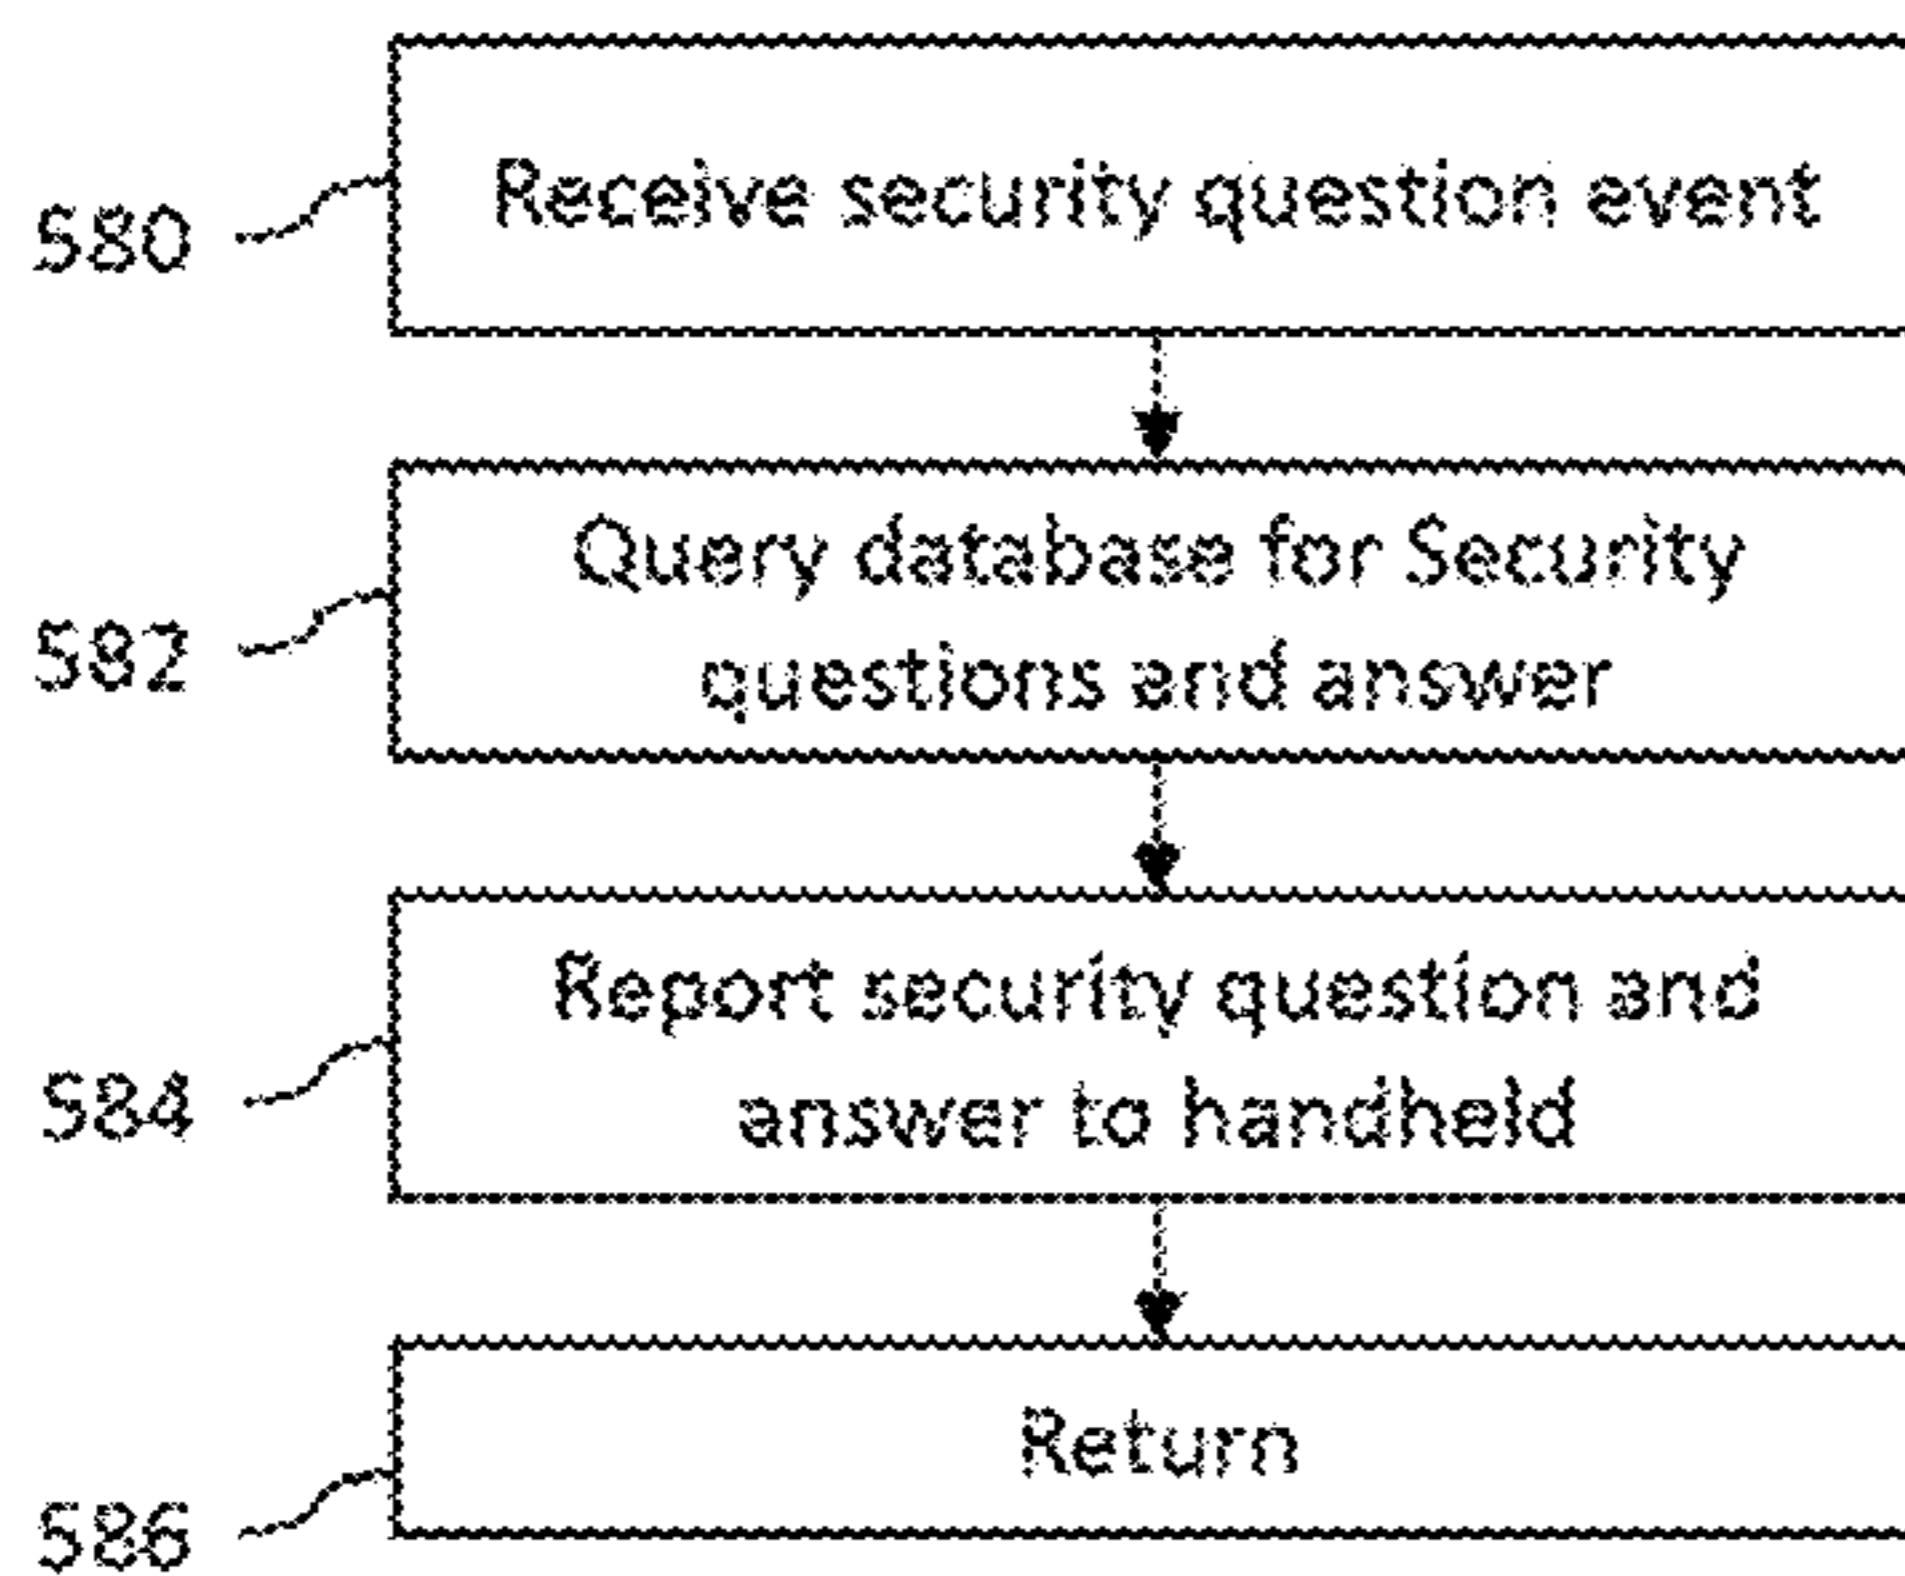 580
Receive security question event
582
Query database for Security
questions and answer
584
Report security question and
answer to handheld
586
Return